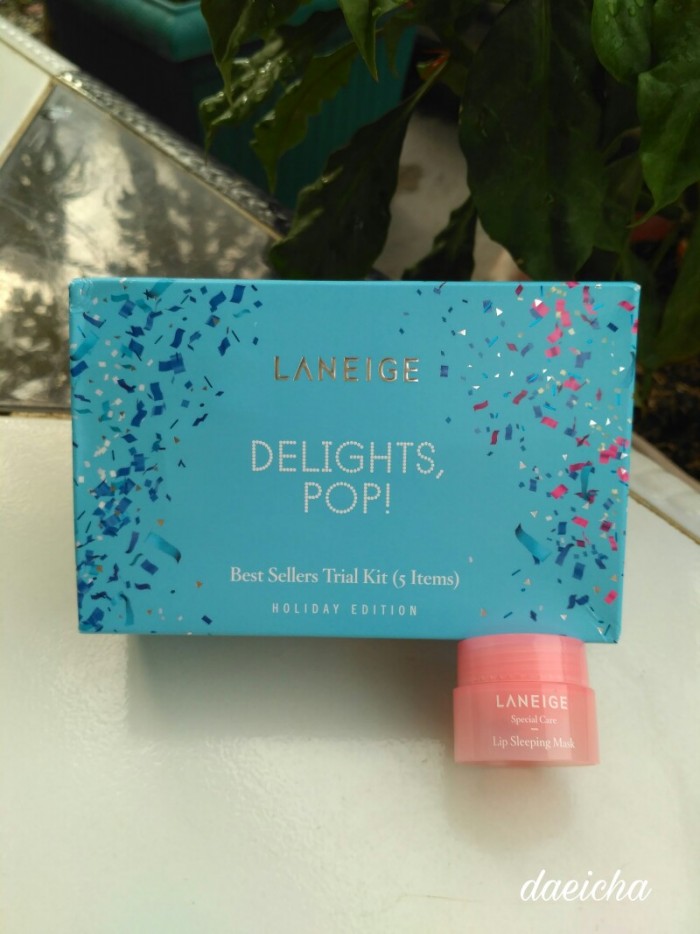 LANEIGE
DELIGHTS,
POP!
Best Sellers Trial Kit (5 Items)
HOLIDAY EDITION
LANEIGE
Special Care
Lip Sleeping Mask
daeicha